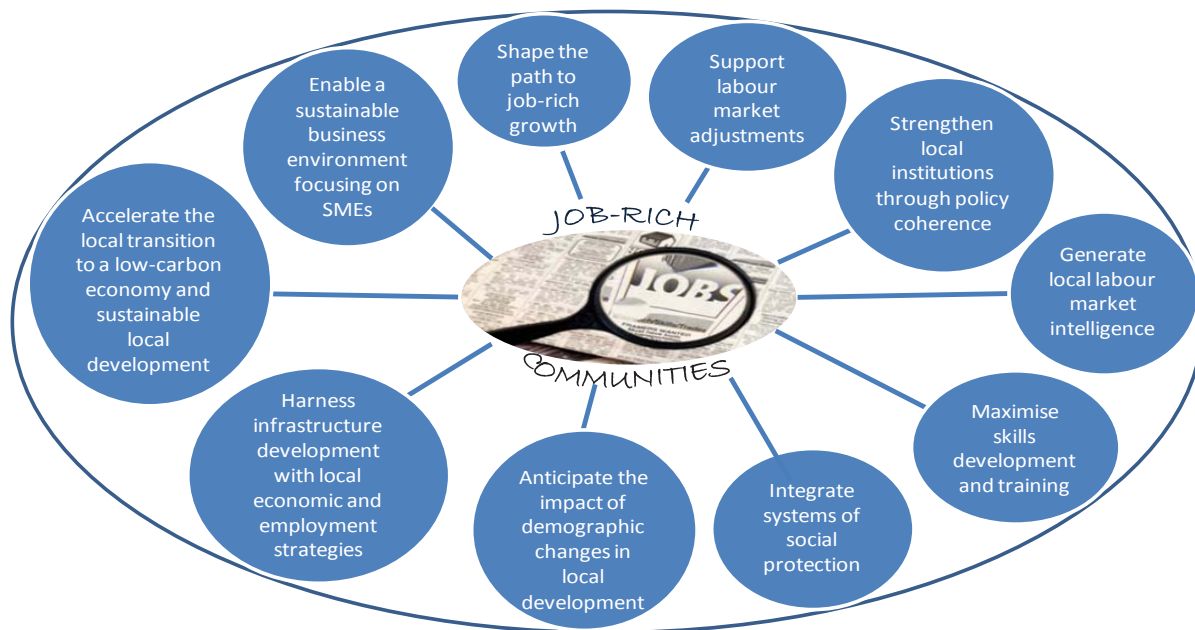 Shape the
path to
job-rich
growth
Support
labour
market
adjustments
Strengthen
local
institutions
through policy
coherence
Generate
local labour
market
intelligence
Maximise
skills
development
and training
Integrate
systems of
social
protection
Anticipate the
impact of
demographic
changes in
local
development
Harness
infrastructure
development
with local
economic and
employment
strategies
Accelerate the
local transition
to a low-carbon
economy and
sustainable
local
development
Enable a
sustainable
business
environment
focusing on
SMEs
JOB-RICH
JOBS
COMMUNITIES